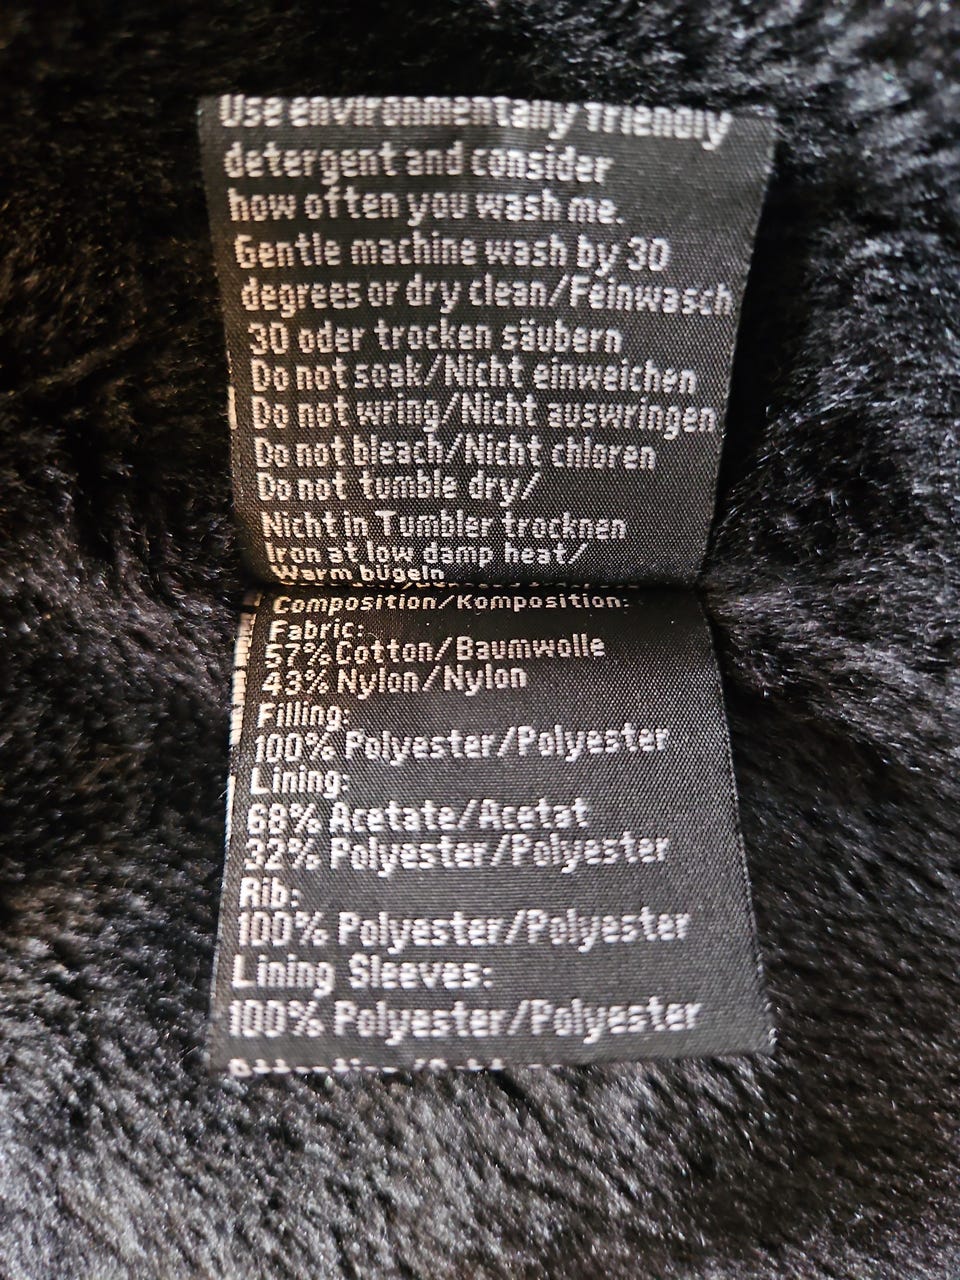 Use environmentally friendly
detergent and consider
how often you wash me.
Gentle machine wash by 30
degrees or dry clean/Feinwasch
30 oder trocken säubern
Do not soak/Nicht einweichen
Do not wring/Nicht auswringen
Do not bleach/Nicht chloren
Do not tumble dry/
Nicht in Tumbler trocknen
Iron at low damp heat/
Warm bügeln
Composition/Komposition:
Fabric:
57% Cotton/Baumwolle
43% Nylon/Nylon
Filling:
100% Polyester/Polyester
Lining:
68% Acetate/Acetat
32% Polyester/Polyester
Rib:
100% Polyester/Polyester
Lining Sleeves:
100% Polyester/Polyester